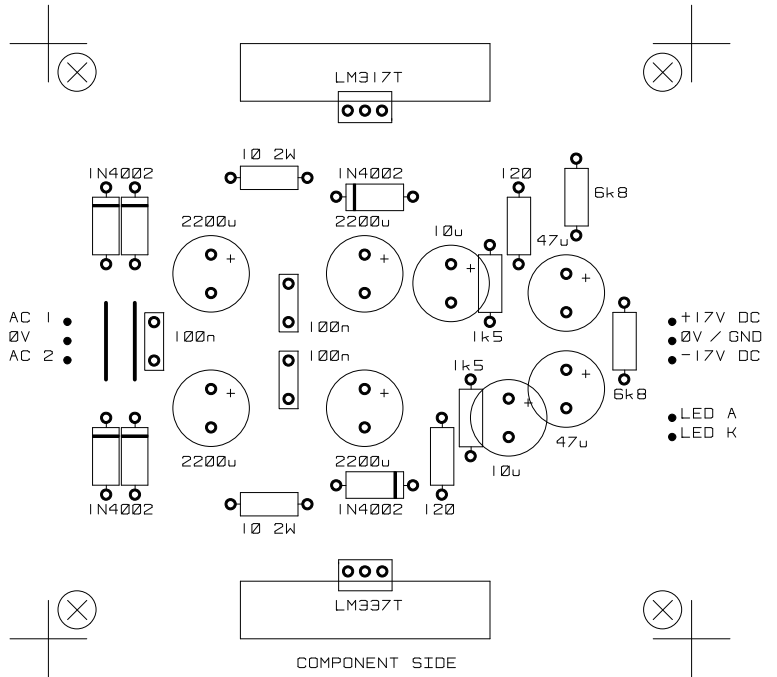 LM317T
10 2W
1N4002
1N4002
120
6k8
2200u
2200u
10u
47u
AC 1
0V
AC 2
100n
100n
1k5
+17V DC
0V / GND
-17V DC
100n
1k5
6k8
LED A
LED K
47u
2200u
2200u
10u
1N4002
1N4002
120
10 2W
LM337T
COMPONENT SIDE